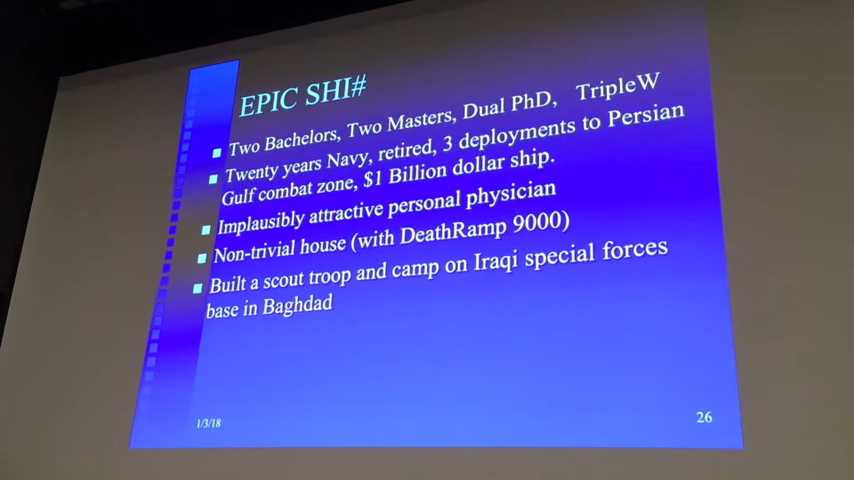 EPIC SHI#
Two Bachelors, Two Masters, Dual PhD, TripleW
Twenty years Navy, retired, 3 deployments to Persian
Gulf combat zone, $1 Billion dollar ship.
Implausibly attractive personal physician
Non-trivial house (with DeathRamp 9000)
Built a scout troop and camp on Iraqi special forces
base in Baghdad
1/3/18
26